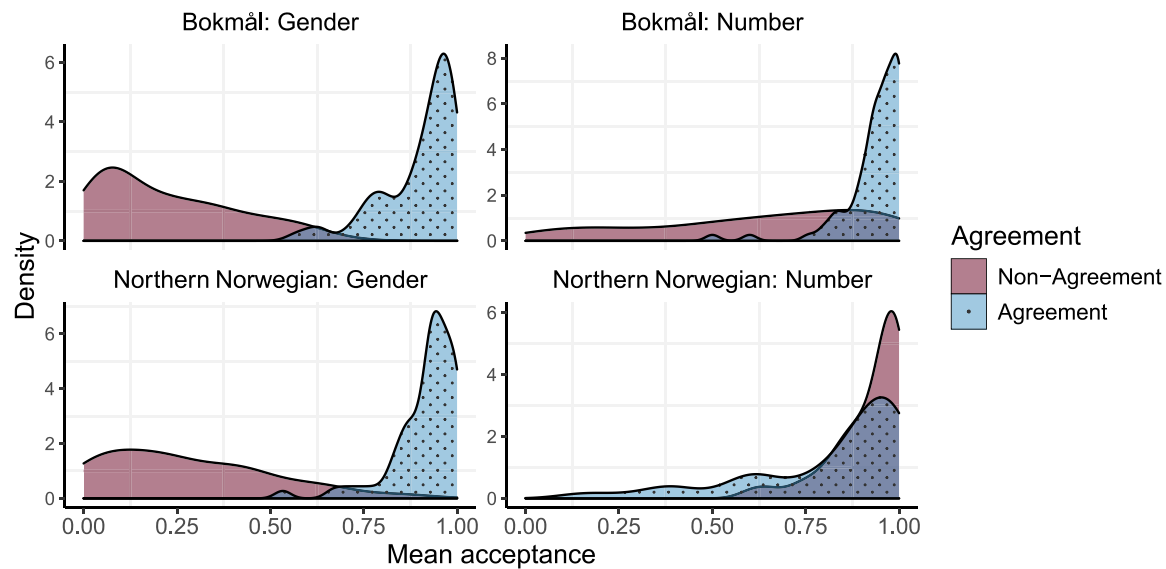 Bokmål: Gender
Bokmål: Number
6
4
2
0
8
6
4
2
0
Density
Northern Norwegian: Gender
Northern Norwegian: Number
6
4
2
0
6
4
2
0
0.00 0.25 0.50 0.75 1.00
0.00 0.25 0.50 0.75 1.00
Mean acceptance
Agreement
Non−Agreement
Agreement